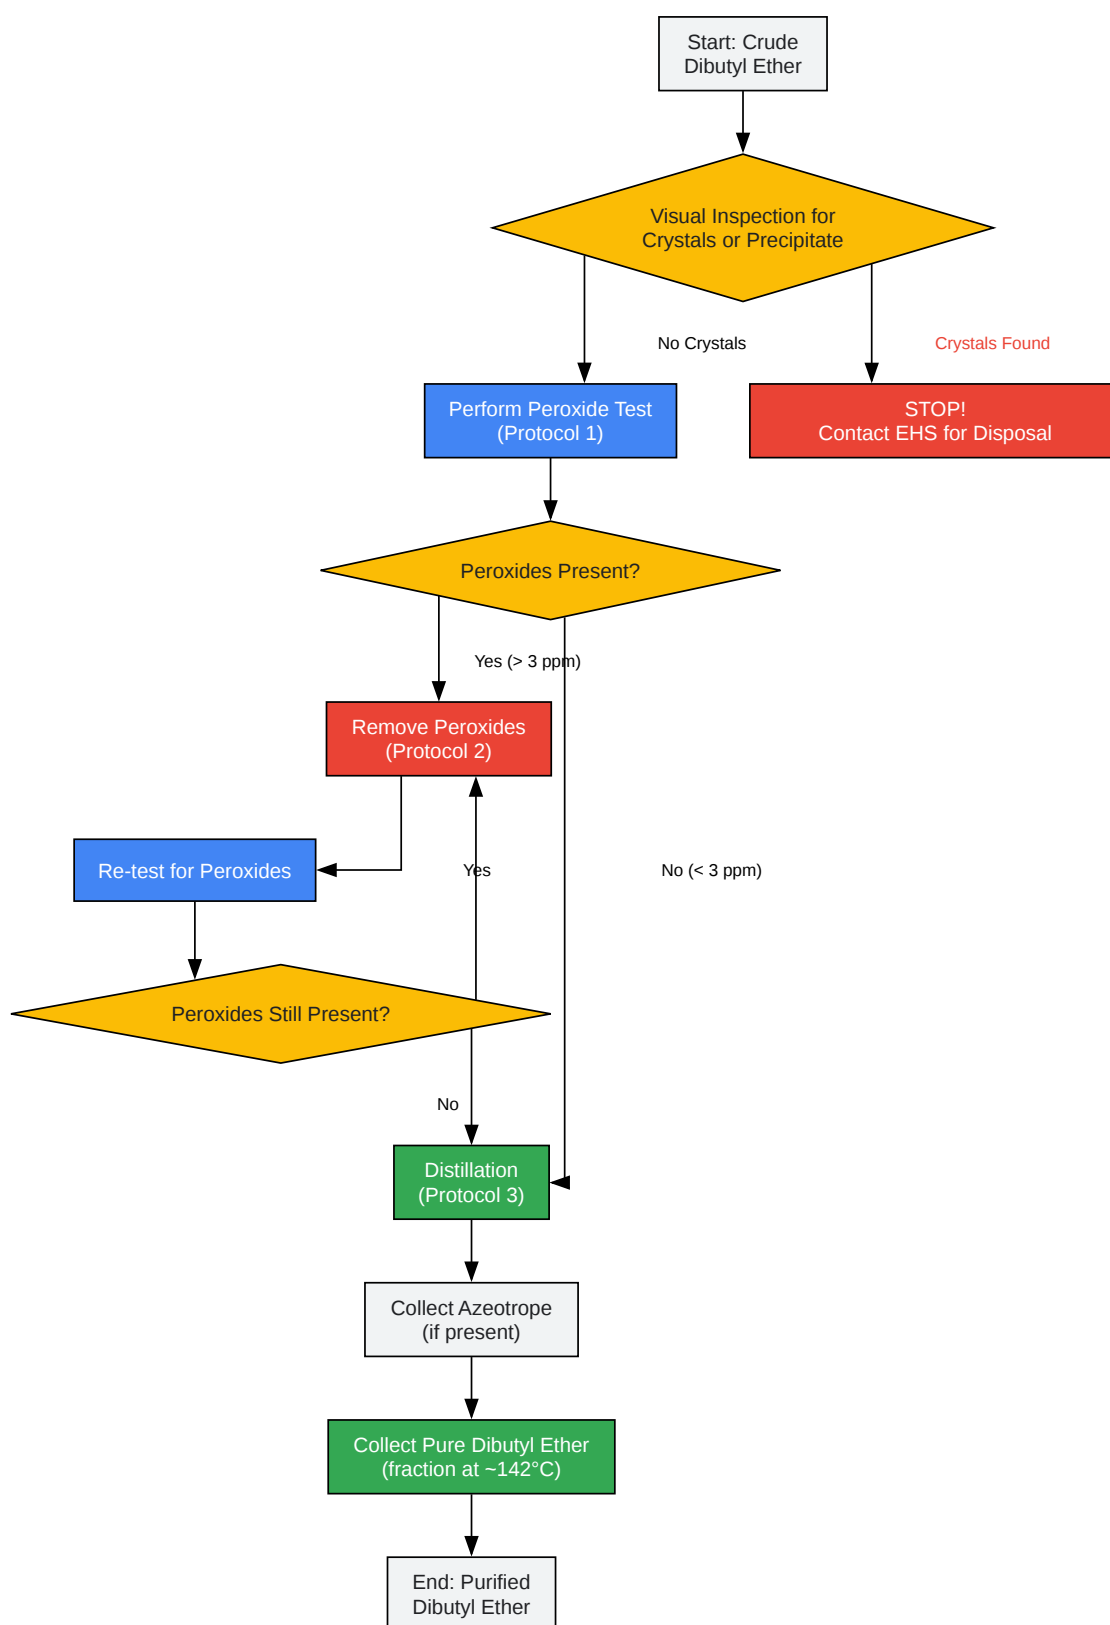 Start: Crude
Dibutyl Ether
Visual Inspection for
Crystals or Precipitate
No Crystals
Crystals Found
Perform Peroxide Test
(Protocol 1)
STOP!
Contact EHS for Disposal
Peroxides Present?
Yes (> 3 ppm)
Remove Peroxides
(Protocol 2)
Re-test for Peroxides
Yes
No (< 3 ppm)
Peroxides Still Present?
No
Distillation
(Protocol 3)
Collect Azeotrope
(if present)
Collect Pure Dibutyl Ether
(fraction at ~142°C)
End: Purified
Dibutyl Ether